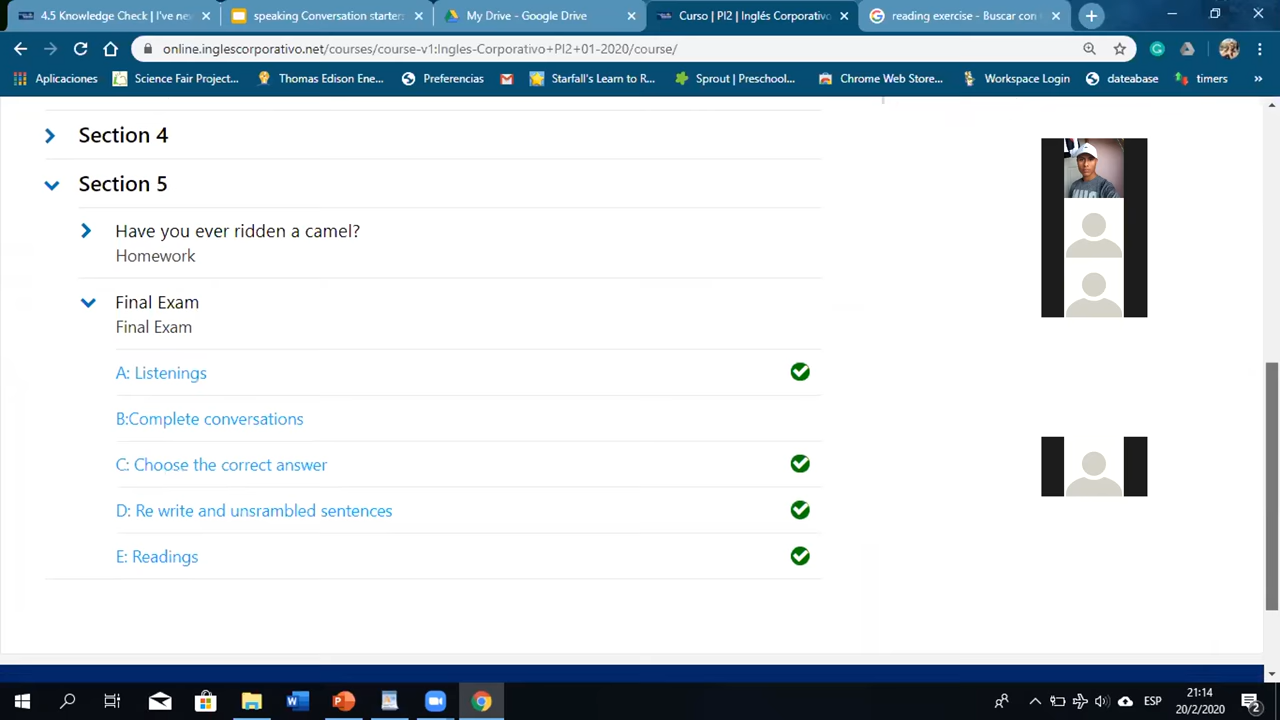 4.5 Knowledge Check | I've nev
speaking Conversation starter:
My Drive - Google Drive
Curso | PI2 | Inglés Corporativo
reading exercise - Buscar con
online.inglescorporativo.net/courses/course-v1:Ingles-Corporativo+PI2+01-2020/course/
Aplicaciones
Science Fair Project...
Thomas Edison Ene...
Preferencias
Starfall's Learn to R...
Sprout | Preschool...
Chrome Web Store...
Workspace Login
dateabase
timers
»
Section 4
Section 5
Have you ever ridden a camel?
Homework
Final Exam
Final Exam
A: Listenings
B:Complete conversations
C: Choose the correct answer
D: Re write and unsrambled sentences
E: Readings
ESP
21:14
20/2/2020
2